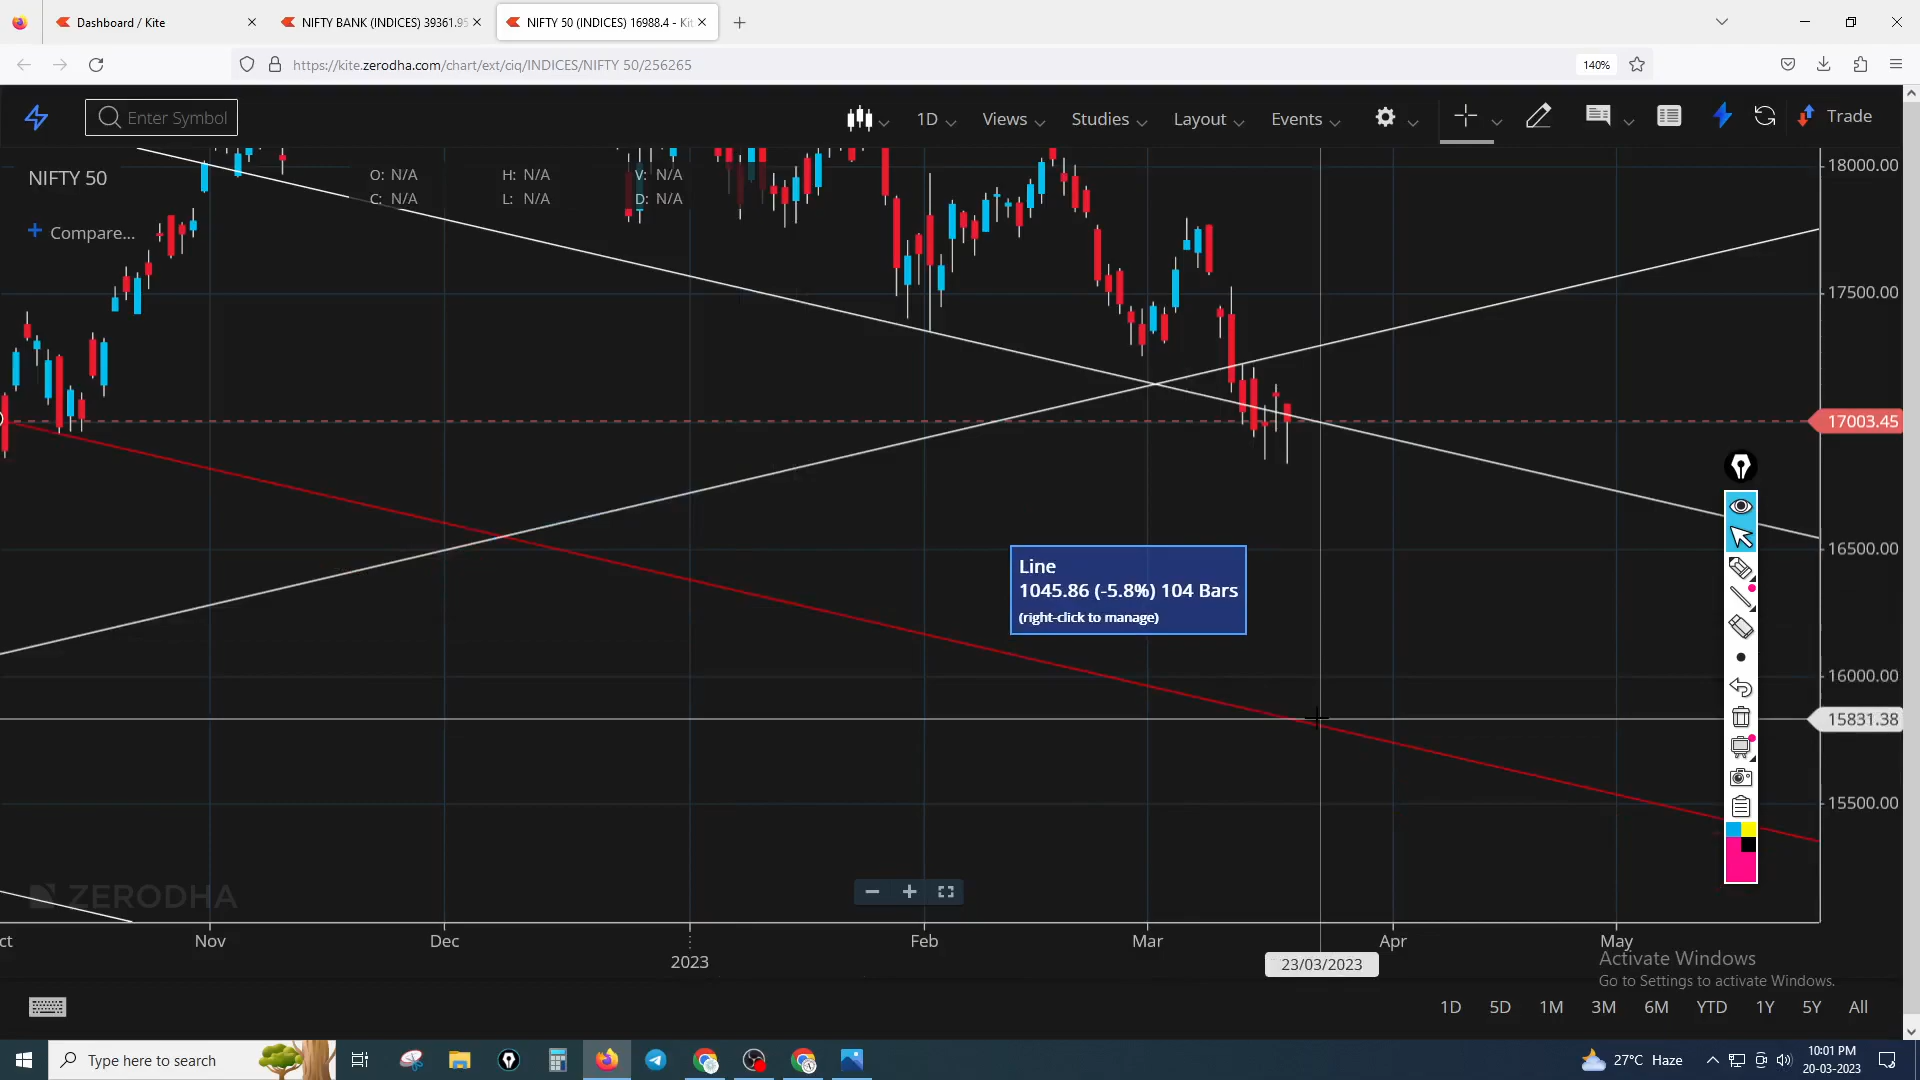 Dashboard / Kite
NIFTY BANK (INDICES) 39361.95
NIFTY 50 (INDICES) 16988.4 - Kit
https://kite.zerodha.com/chart/ext/ciq/INDICES/NIFTY 50/256265
140%
Enter Symbol
1D
Views
Studies
Layout
Events
Trade
NIFTY 50
O: N/A
H: N/A
V: N/A
C: N/A
L: N/A
D: N/A
+ Compare...
18000.00
17500.00
17003.45
16500.00
16000.00
15831.38
15500.00
Line
1045.86 (-5.8%) 104 Bars
(right-click to manage)
ZERODHA
ct
Nov
Dec
2023
Feb
Mar
Apr
May
23/03/2023
Activate Windows
Go to Settings to activate Windows.
1D 5D 1M 3M 6M YTD 1Y 5Y All
Type here to search
27°C Haze
10:01 PM
20-03-2023